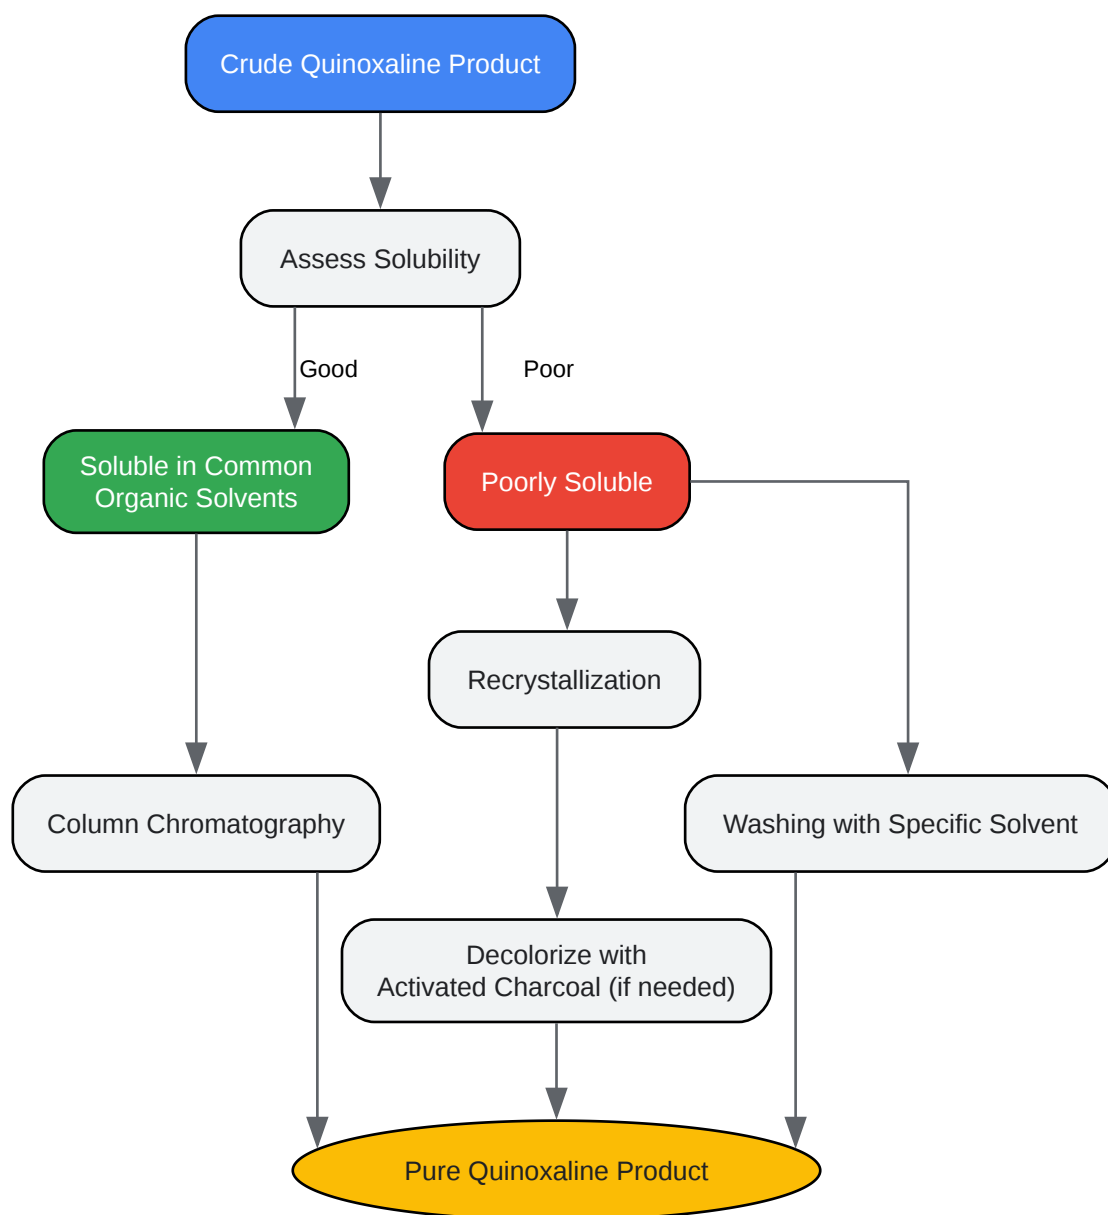 Crude Quinoxaline Product
Assess Solubility
Good
Poor
Soluble in Common
Organic Solvents
Poorly Soluble
Recrystallization
Column Chromatography
Washing with Specific Solvent
Decolorize with
Activated Charcoal (if needed)
Pure Quinoxaline Product